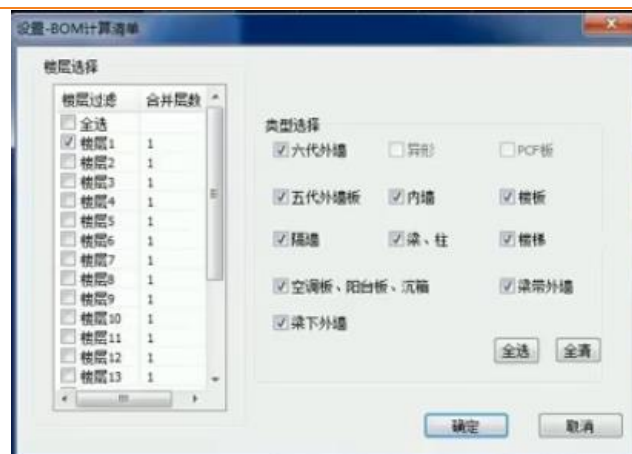 设置-BOM计算清单
楼层选择
楼层过滤 合并层数
全选
楼层1 1
楼层2 1
楼层3 1
楼层4 1
楼层5 1
楼层6 1
楼层7 1
楼层8 1
楼层9 1
楼层10 1
楼层11 1
楼层12 1
楼层13 1
类型选择
六代外墙 异形 PCF板
五代外墙板 内墙 楼板
隔墙 梁、柱 楼梯
空调板、阳台板、沉箱 梁带外墙
梁下外墙
全选 全清
确定 取消